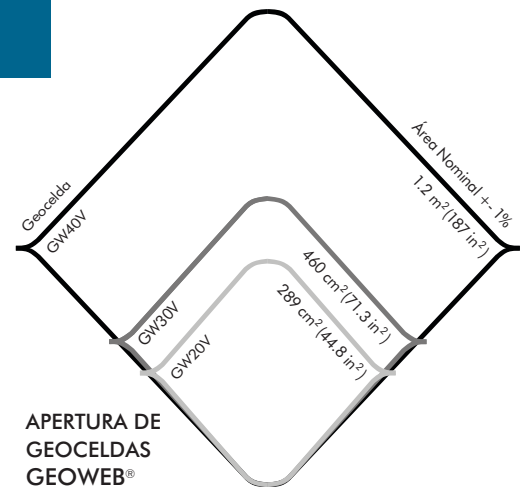 Geocelda
Área Nominal +- 1%
GW40V
1.2 m²(187 in²)
GW30V
460 cm²(71.3 in²)
GW20V
289 cm²(44.8 in²)
APERTURA DE
GEOCELDAS
GEOWEB®